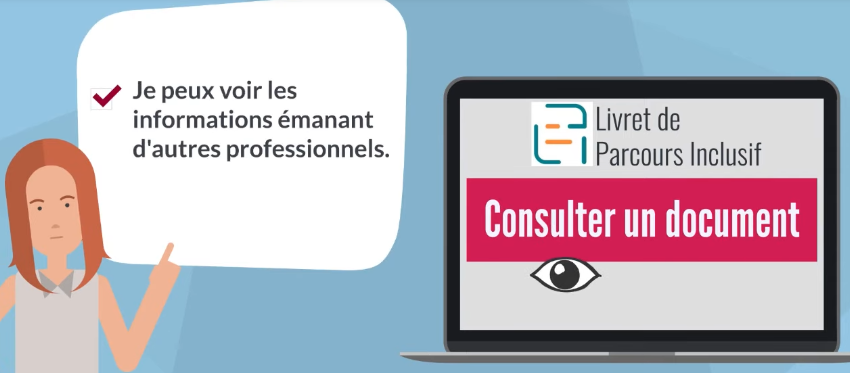 Je peux voir les
informations émanant
d'autres professionnels.
Livret de
Parcours Inclusif
Consulter un document